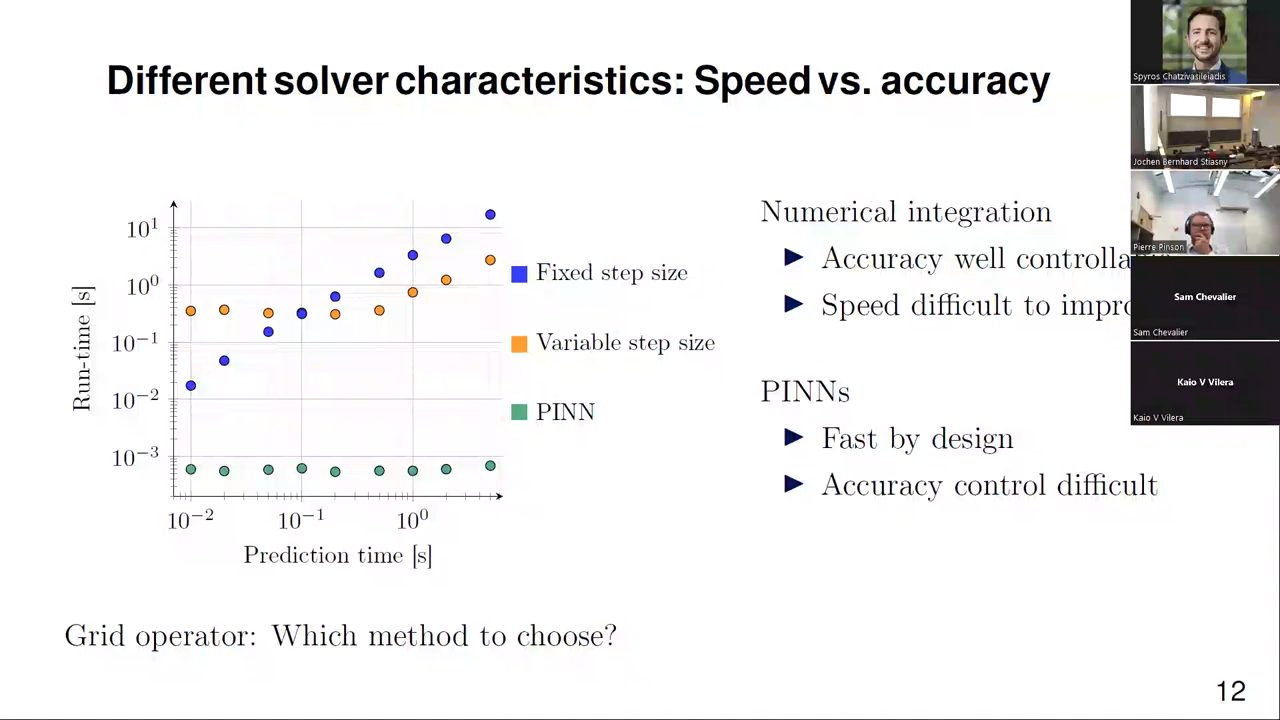 Different solver characteristics: Speed vs. accuracy
10¹
10⁰
10⁻¹
10⁻²
10⁻³
Run-time [s]
10⁻²
10⁻¹
10⁰
Prediction time [s]
Fixed step size
Variable step size
PINN
Numerical integration
▶ Accuracy well
▶ Speed difficult to
PINNs
▶ Fast by design
▶ Accuracy control difficult
Grid operator: Which method to choose?
12
Spyros Chatzivasileiadis
Jochen Bernhard Stiasny
Pierre Pinson
Sam Chevalier
Sam Chevalier
Kaio V Vilera
Kaio V Vilera